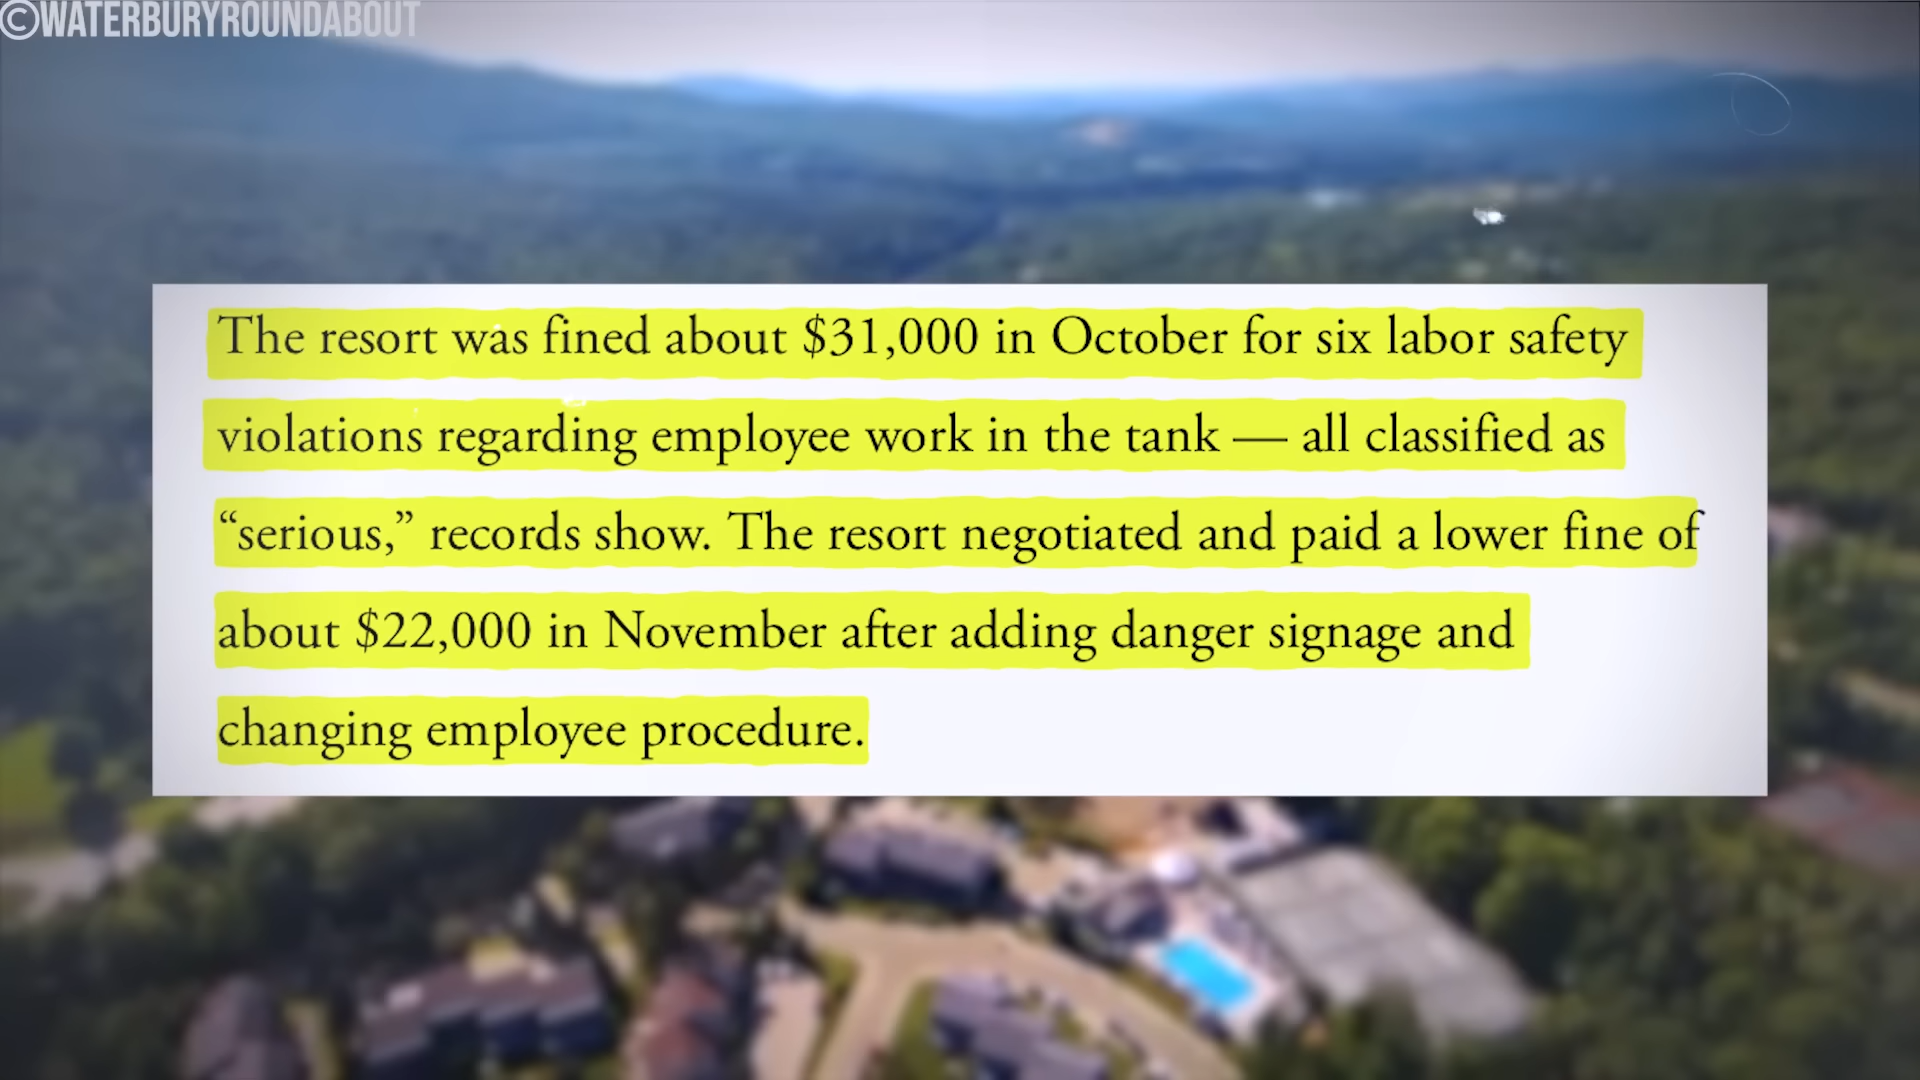 ©WATERBURYROUNDABOUT
The resort was fined about $31,000 in October for six labor safety
violations regarding employee work in the tank — all classified as
“serious,” records show. The resort negotiated and paid a lower fine of
about $22,000 in November after adding danger signage and
changing employee procedure.